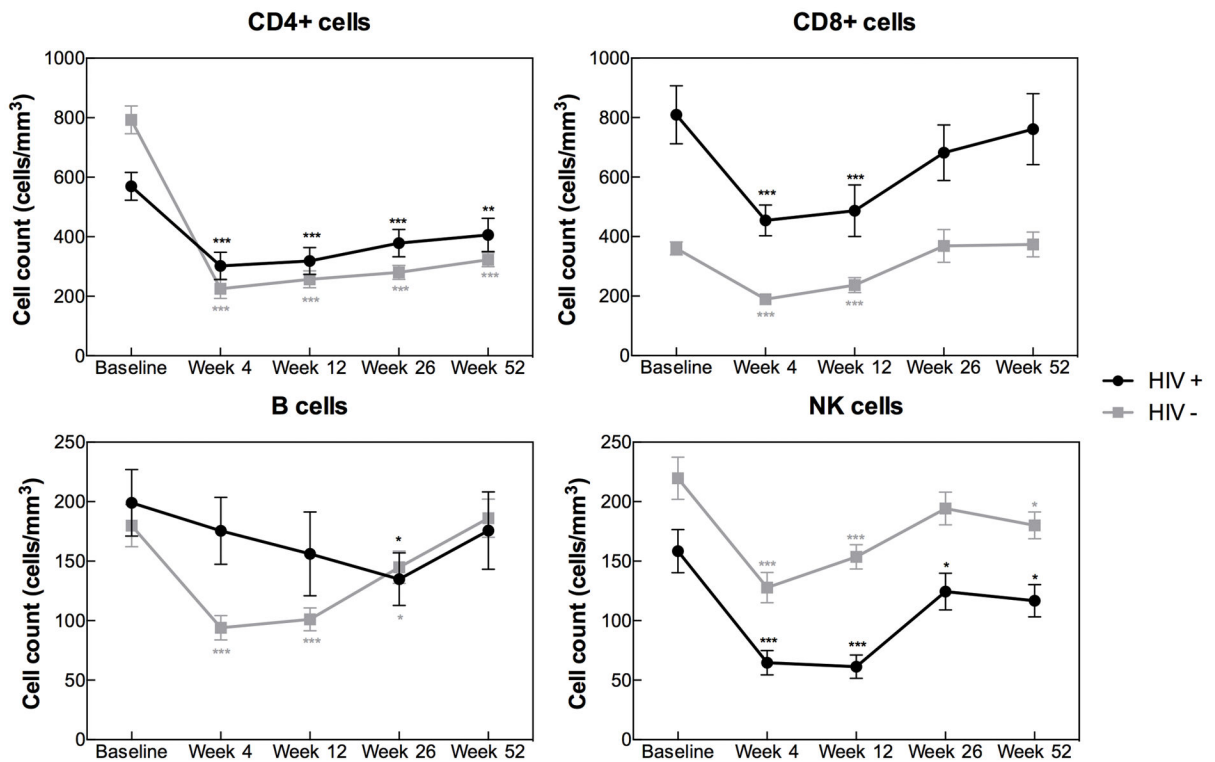 CD4+ cells
Cell count (cells/mm³)
1000
800
600
400
200
0
*** *** *** **
*** *** *** ***
Baseline Week 4 Week 12 Week 26 Week 52
CD8+ cells
Cell count (cells/mm³)
1000
800
600
400
200
0
*** ***
*** ***
Baseline Week 4 Week 12 Week 26 Week 52
HIV +
HIV -
B cells
Cell count (cells/mm³)
250
200
150
100
50
0
*
*** *** *
Baseline Week 4 Week 12 Week 26 Week 52
NK cells
Cell count (cells/mm³)
250
200
150
100
50
0
*** *** *
*** *** * *
Baseline Week 4 Week 12 Week 26 Week 52